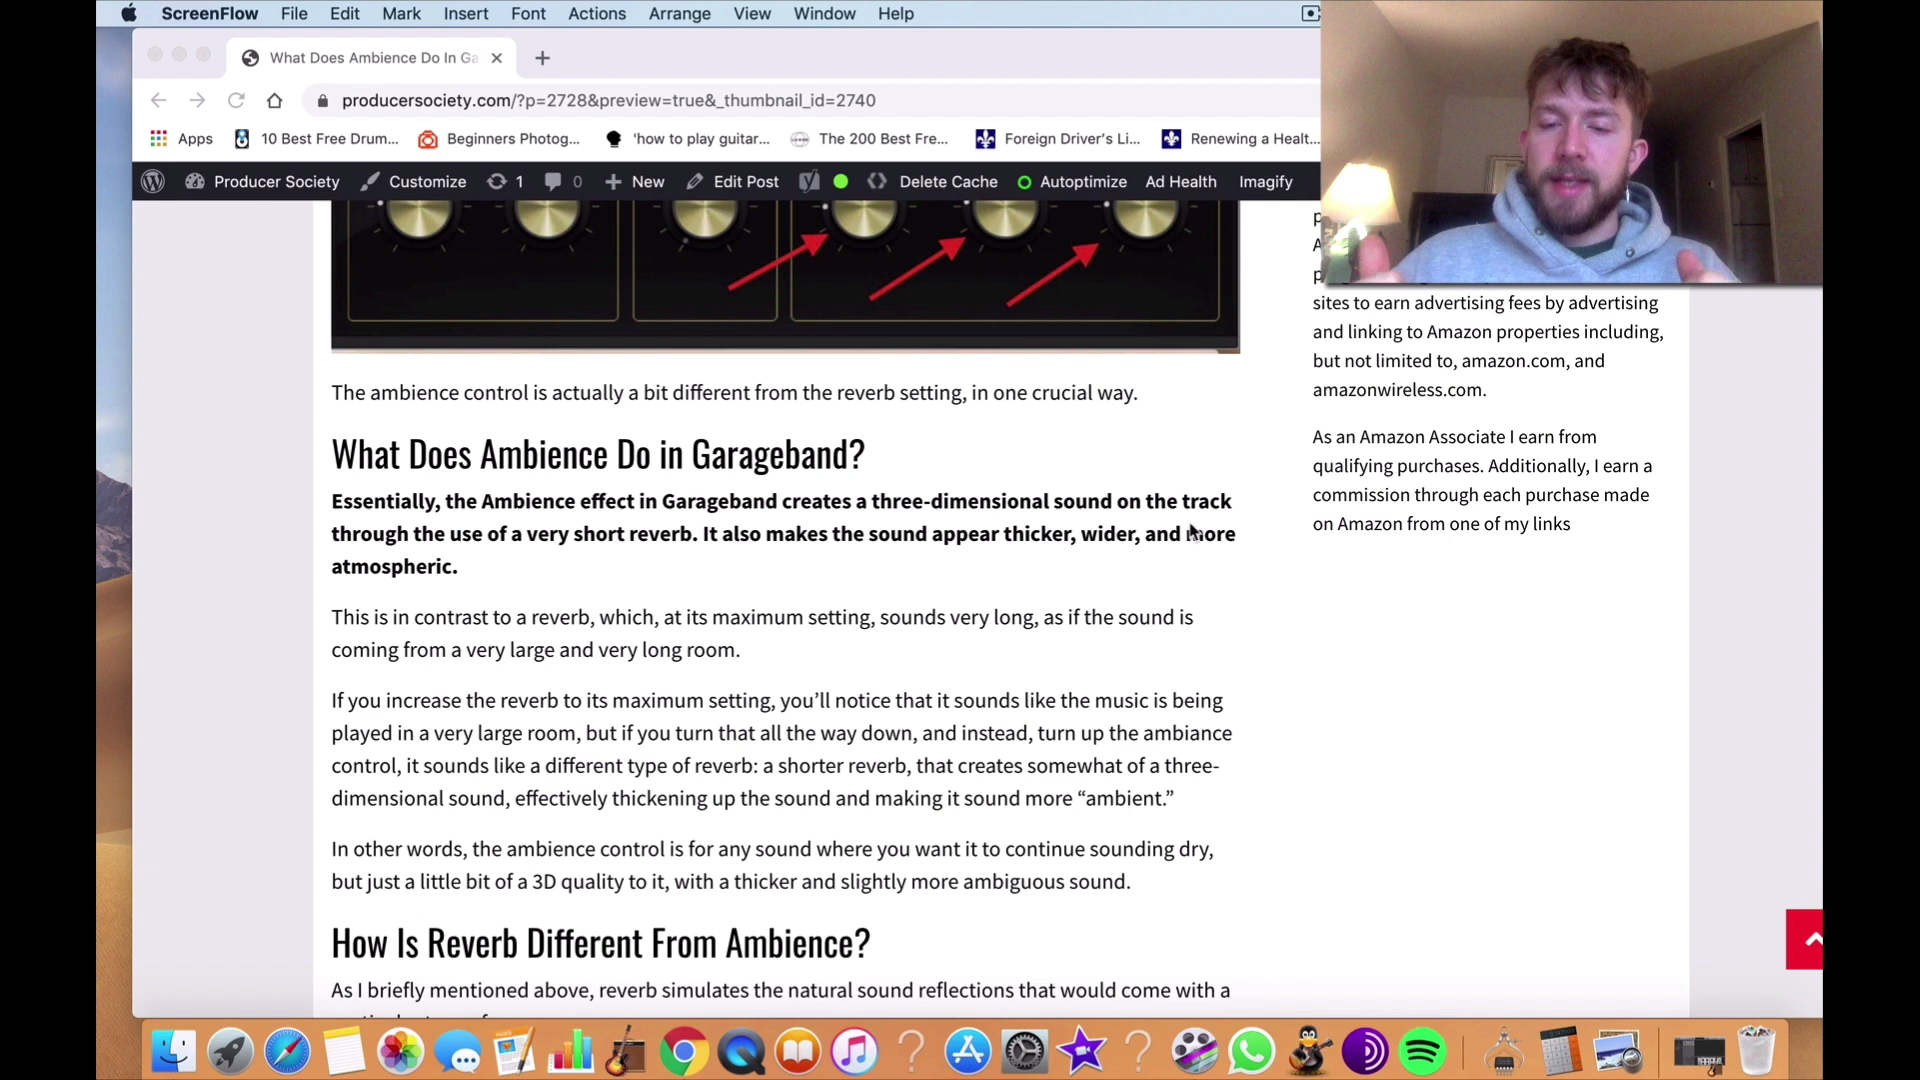 ScreenFlow File Edit Mark Insert Font Actions Arrange View Window Help
What Does Ambience Do In Ga
producersociety.com/?p=2728&preview=true&_thumbnail_id=2740
Apps 10 Best Free Drum... Beginners Photog... 'how to play guitar... The 200 Best Fre... Foreign Driver's Li... Renewing a Healt...
Producer Society Customize 1 0 New Edit Post Delete Cache Autoptimize Ad Health Imagify
The ambience control is actually a bit different from the reverb setting, in one crucial way.
What Does Ambience Do in Garageband?
Essentially, the Ambience effect in Garageband creates a three-dimensional sound on the track
through the use of a very short reverb. It also makes the sound appear thicker, wider, and more
atmospheric.
This is in contrast to a reverb, which, at its maximum setting, sounds very long, as if the sound is
coming from a very large and very long room.
If you increase the reverb to its maximum setting, you'll notice that it sounds like the music is being
played in a very large room, but if you turn that all the way down, and instead, turn up the ambiance
control, it sounds like a different type of reverb: a shorter reverb, that creates somewhat of a three-
dimensional sound, effectively thickening up the sound and making it sound more “ambient.”
In other words, the ambience control is for any sound where you want it to continue sounding dry,
but just a little bit of a 3D quality to it, with a thicker and slightly more ambiguous sound.
How Is Reverb Different From Ambience?
As I briefly mentioned above, reverb simulates the natural sound reflections that would come with a
sites to earn advertising fees by advertising
and linking to Amazon properties including,
but not limited to, amazon.com, and
amazonwireless.com.
As an Amazon Associate I earn from
qualifying purchases. Additionally, I earn a
commission through each purchase made
on Amazon from one of my links